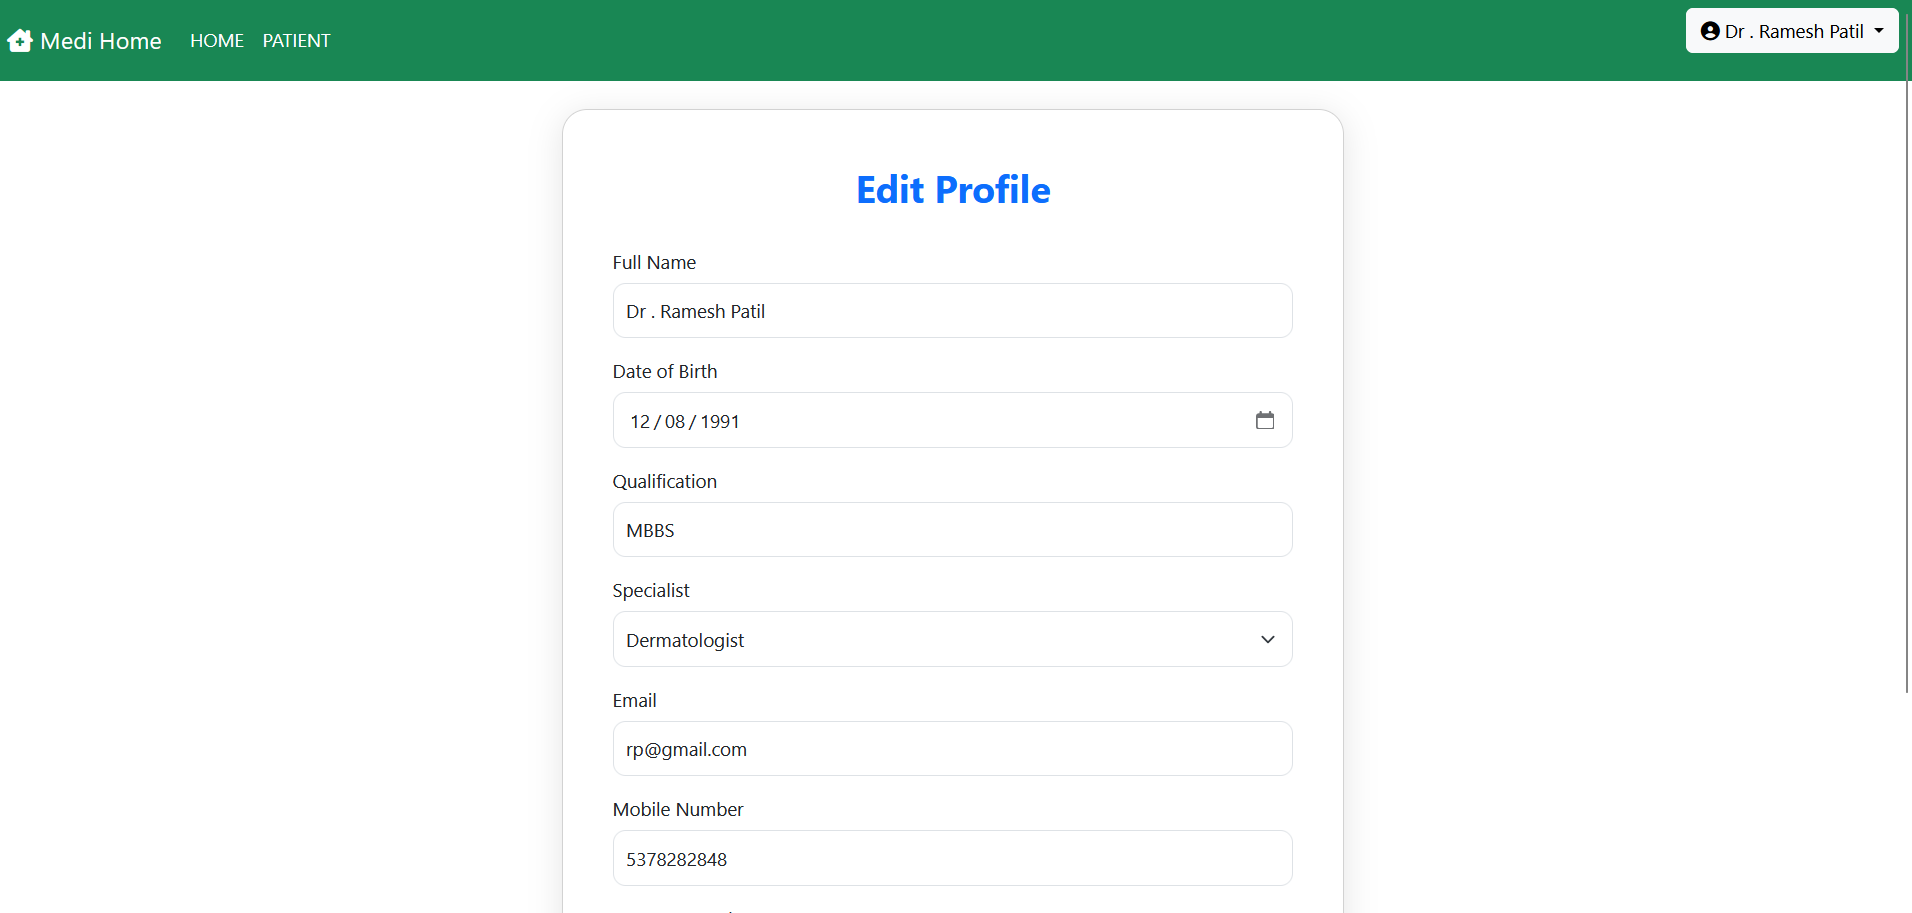 Medi Home HOME PATIENT Dr . Ramesh Patil
Edit Profile
Full Name
Dr . Ramesh Patil
Date of Birth
12 / 08 / 1991
Qualification
MBBS
Specialist
Dermatologist
Email
rp@gmail.com
Mobile Number
5378282848